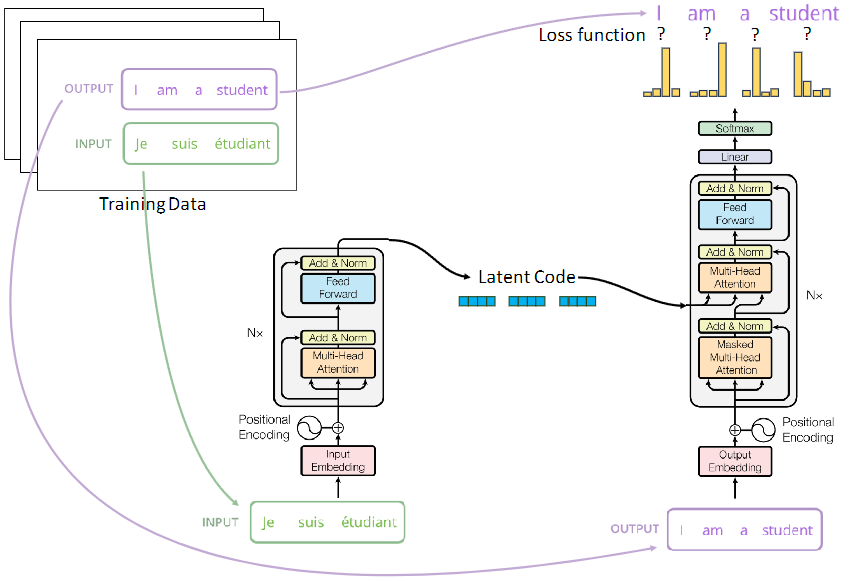 I am a student
Loss function ? ? ? ?
OUTPUT I am a student
INPUT Je suis étudiant
Training Data
Softmax
Linear
Add & Norm
Feed
Forward
Add & Norm
Multi-Head
Attention
Add & Norm
Masked
Multi-Head
Attention
Nx
Positional
Encoding
Output
Embedding
OUTPUT I am a student
Latent Code
Add & Norm
Feed
Forward
Add & Norm
Multi-Head
Attention
Nx
Positional
Encoding
Input
Embedding
INPUT Je suis étudiant